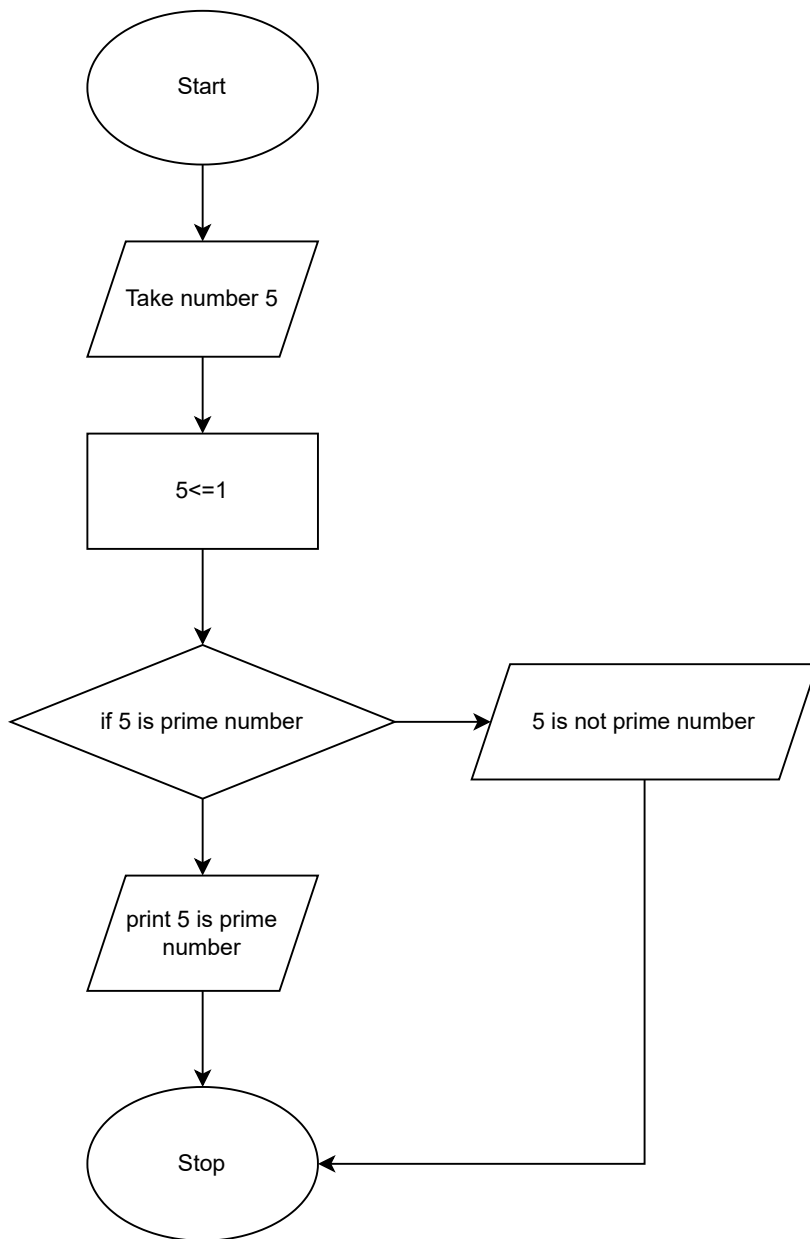 Start
Take number 5
5<=1
if 5 is prime number
5 is not prime number
print 5 is prime
number
Stop